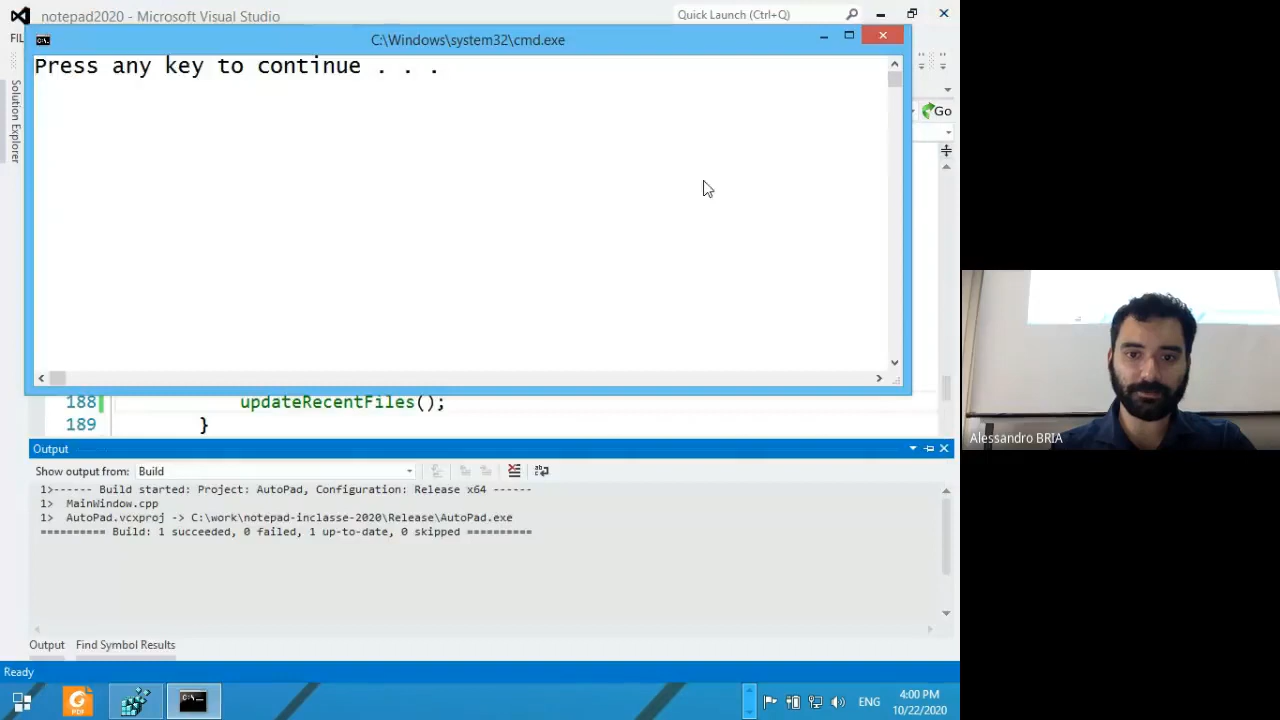 notepad2020 - Microsoft Visual Studio
Quick Launch (Ctrl+Q)
FI
C:\Windows\system32\cmd.exe
C:\
Press any key to continue . . .
Solution Explorer
Go
188 updateRecentFiles();
189 }
Output
Show output from: Build
1>------ Build started: Project: AutoPad, Configuration: Release x64 ------
1>  MainWindow.cpp
1>  AutoPad.vcxproj -> C:\work\notepad-inclasse-2020\Release\AutoPad.exe
========== Build: 1 succeeded, 0 failed, 1 up-to-date, 0 skipped ==========
Output Find Symbol Results
Ready
PDF
C:\
ENG
4:00 PM
10/22/2020
Alessandro BRIA